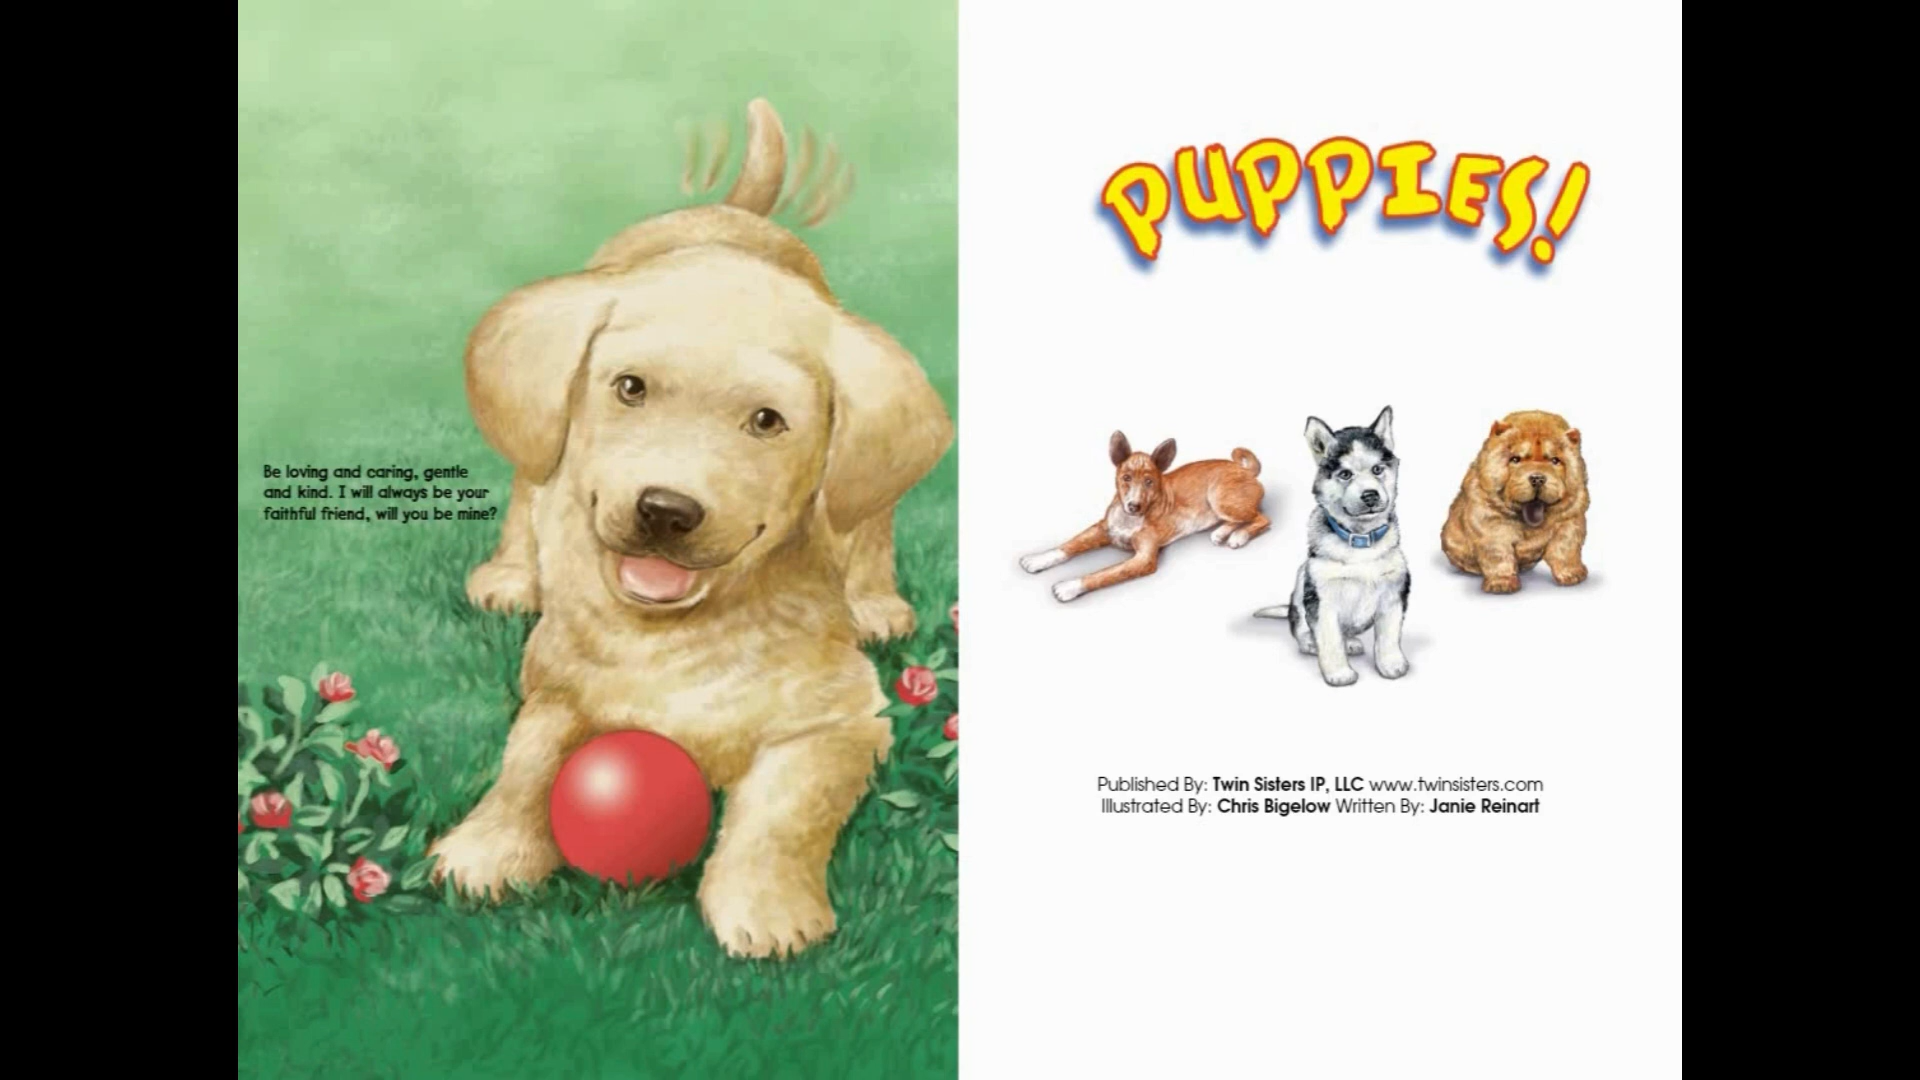 Be loving and caring, gentle
and kind. I will always be your
faithful friend, will you be mine?
PUPPIES!
Published By: Twin Sisters IP, LLC www.twinsisters.com
Illustrated By: Chris Bigelow Written By: Janie Reinart